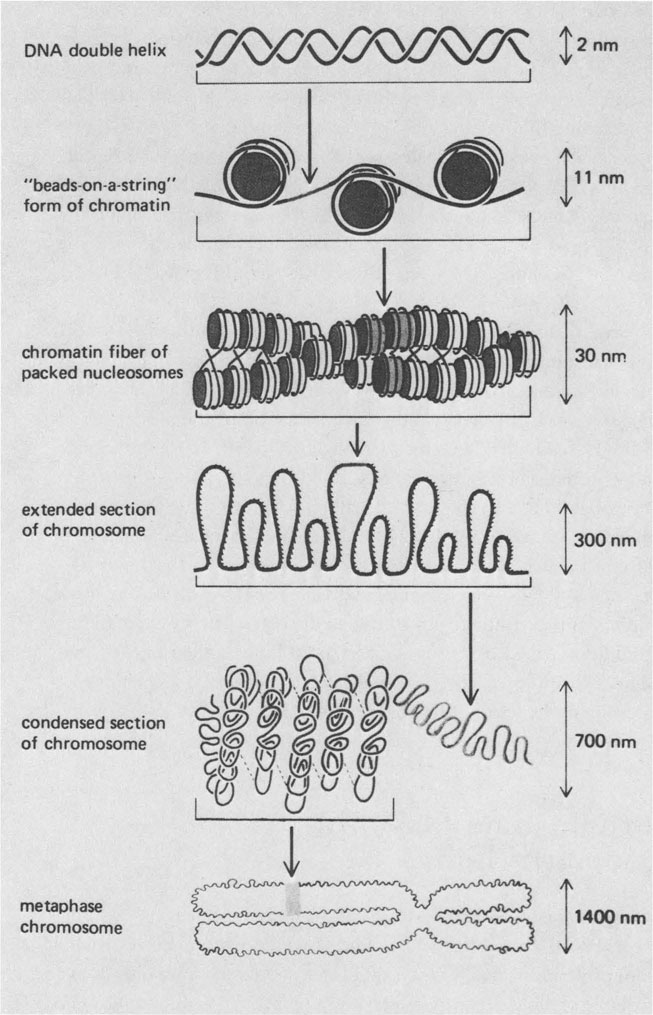 DNA double helix
2 nm
"beads-on-a-string"
form of chromatin
11 nm
chromatin fiber of
packed nucleosomes
30 nm
extended section
of chromosome
300 nm
condensed section
of chromosome
700 nm
metaphase
chromosome
1400 nm